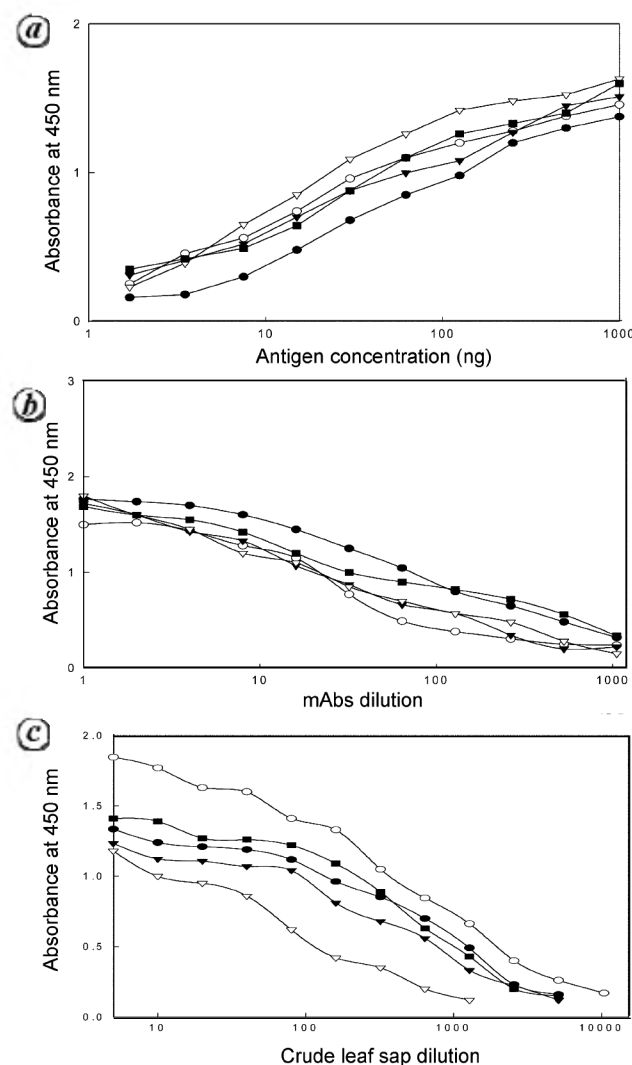 a
Absorbance at 450 nm
2
1
0
1 10 100 1000
Antigen concentration (ng)
b
Absorbance at 450 nm
3
2
1
0
1 10 100 1000
mAbs dilution
c
Absorbance at 450 nm
2.0
1.5
1.0
0.5
0.0
10 100 1000 10000
Crude leaf sap dilution